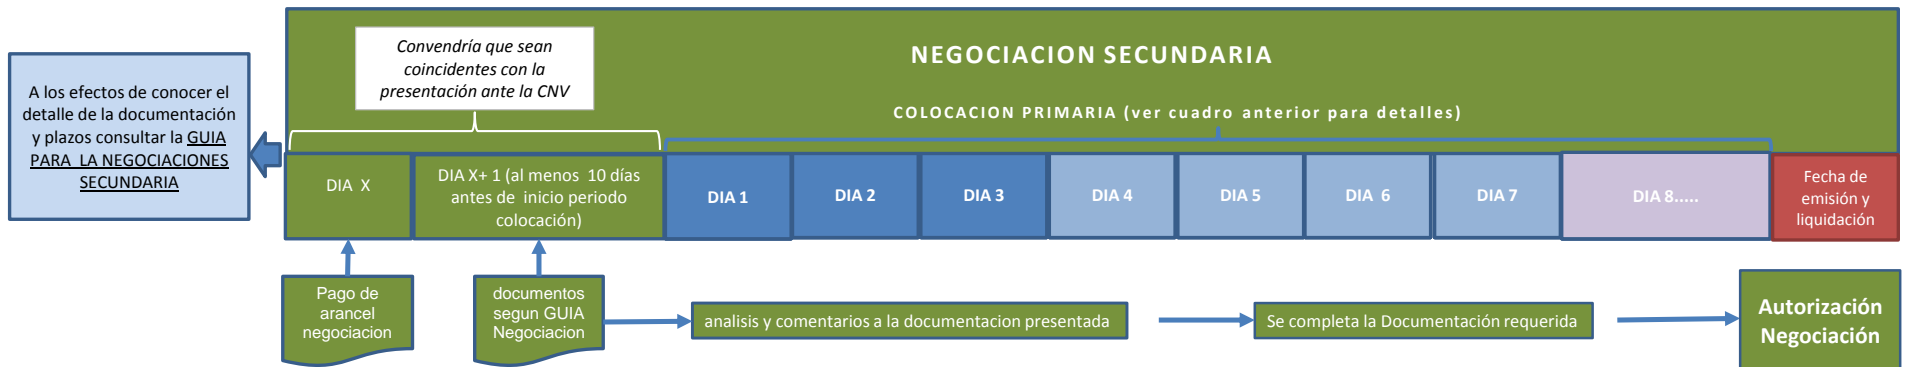 A los efectos de conocer el
detalle de la documentación
y plazos consultar la GUIA
PARA LA NEGOCIACIONES
SECUNDARIA
Convendría que sean
coincidentes con la
presentación ante la CNV
NEGOCIACION SECUNDARIA
COLOCACION PRIMARIA (ver cuadro anterior para detalles)
DIA X
DIA X+ 1 (al menos 10 días
antes de inicio periodo
colocación)
DIA 1
DIA 2
DIA 3
DIA 4
DIA 5
DIA 6
DIA 7
DIA 8.....
Fecha de
emisión y
liquidación
Pago de
arancel
negociacion
documentos
segun GUIA
Negociacion
analisis y comentarios a la documentacion presentada
Se completa la Documentación requerida
Autorización
Negociación